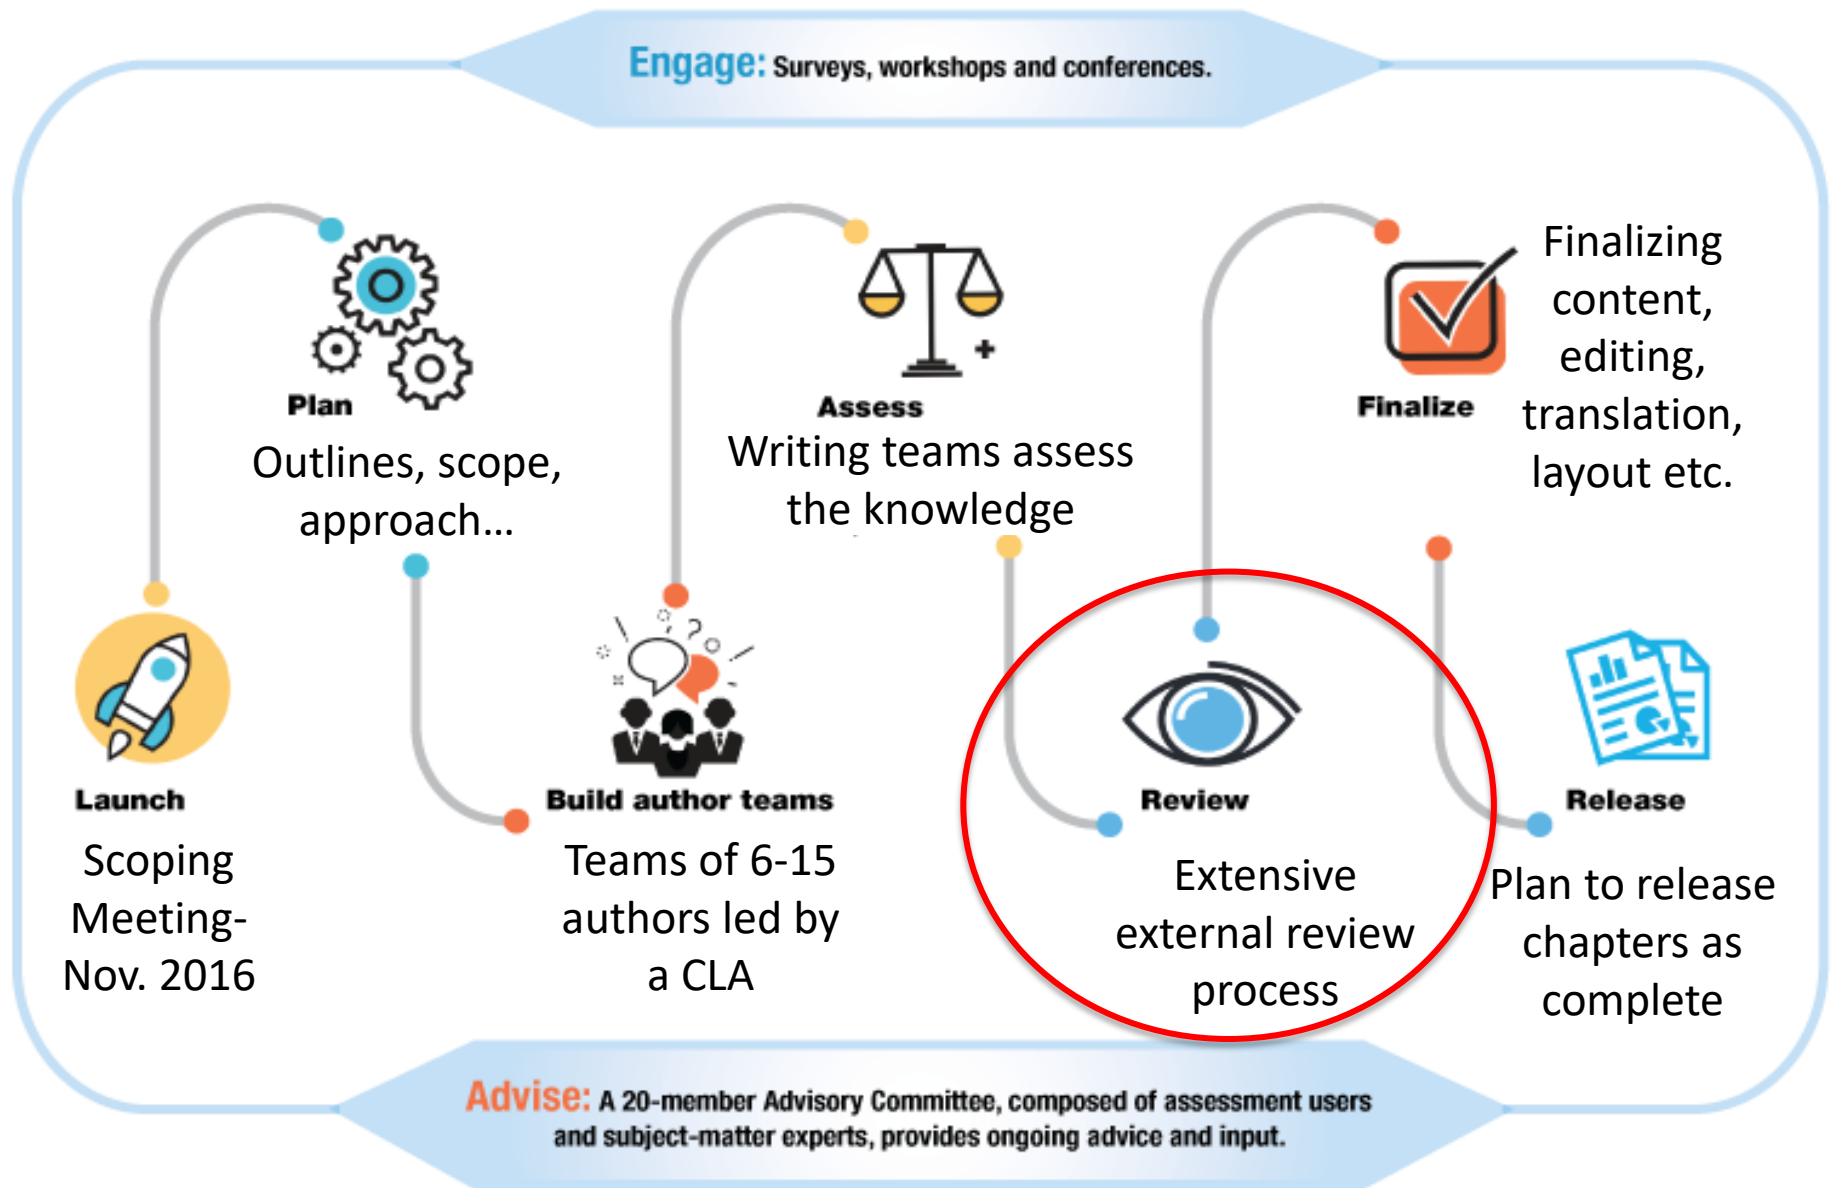 Engage: Surveys, workshops and conferences.
Launch
Scoping
Meeting-
Nov. 2016
Plan
Outlines, scope,
approach...
Build author teams
Teams of 6-15
authors led by
a CLA
?
Assess
Writing teams assess
the knowledge
Review
Extensive
external review
process
Finalize
Finalizing
content,
editing,
translation,
layout etc.
Release
Plan to release
chapters as
complete
Advise: A 20-member Advisory Committee, composed of assessment users
and subject-matter experts, provides ongoing advice and input.